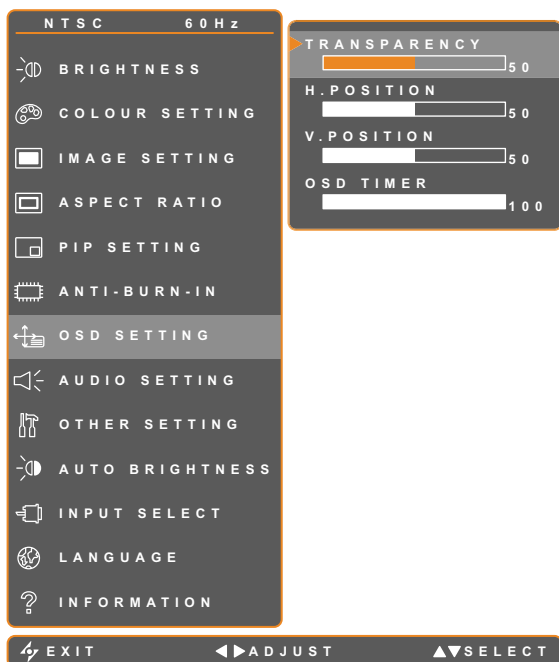 NTSC 60Hz
BRIGHTNESS
COLOUR SETTING
IMAGE SETTING
ASPECT RATIO
PIP SETTING
ANTI-BURN-IN
OSD SETTING
AUDIO SETTING
OTHER SETTING
AUTO BRIGHTNESS
INPUT SELECT
LANGUAGE
INFORMATION
TRANSPARENCY
50
H.POSITION
50
V.POSITION
50
OSD TIMER
100
EXIT ADJUST SELECT